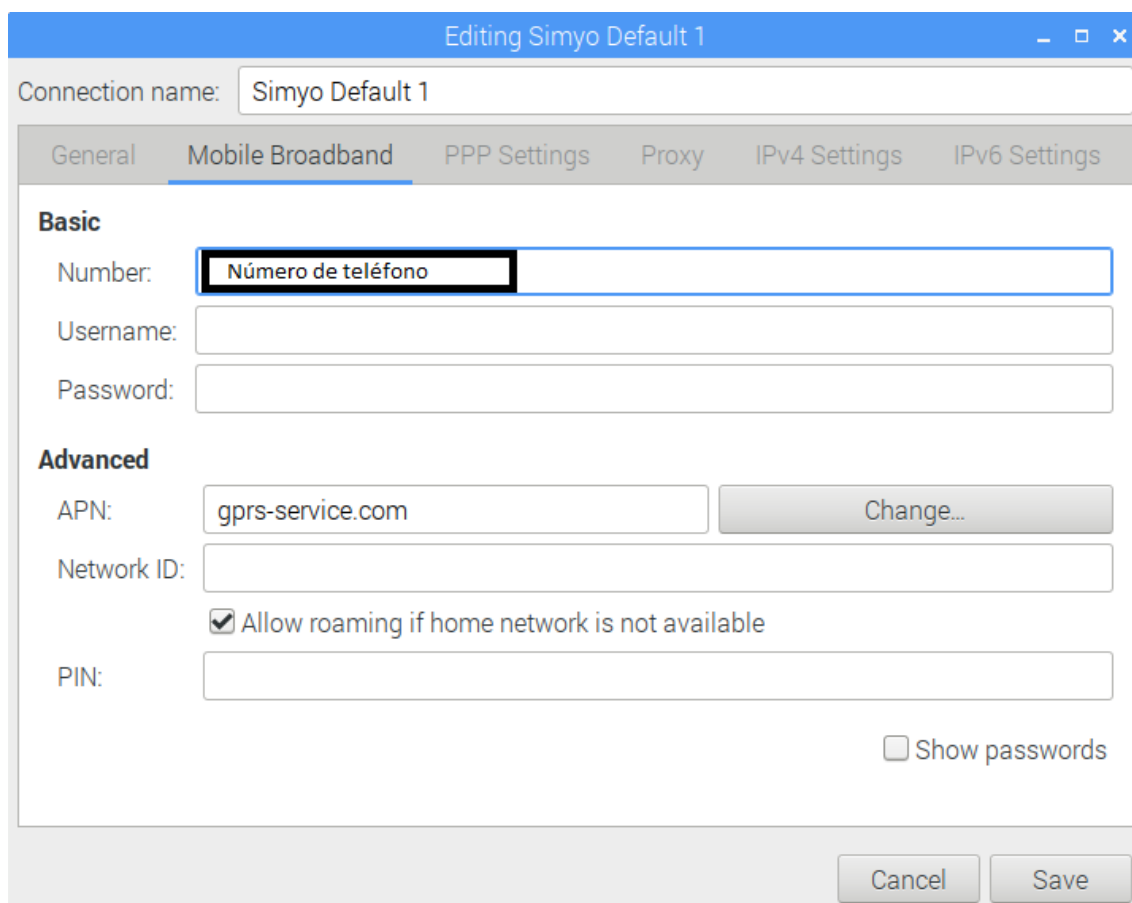 Editing Simyo Default 1
Connection name: Simyo Default 1
General Mobile Broadband PPP Settings Proxy IPv4 Settings IPv6 Settings
Basic
Number: Número de teléfono
Username:
Password:
Advanced
APN: gprs-service.com Change...
Network ID:
Allow roaming if home network is not available
PIN:
Show passwords
Cancel Save